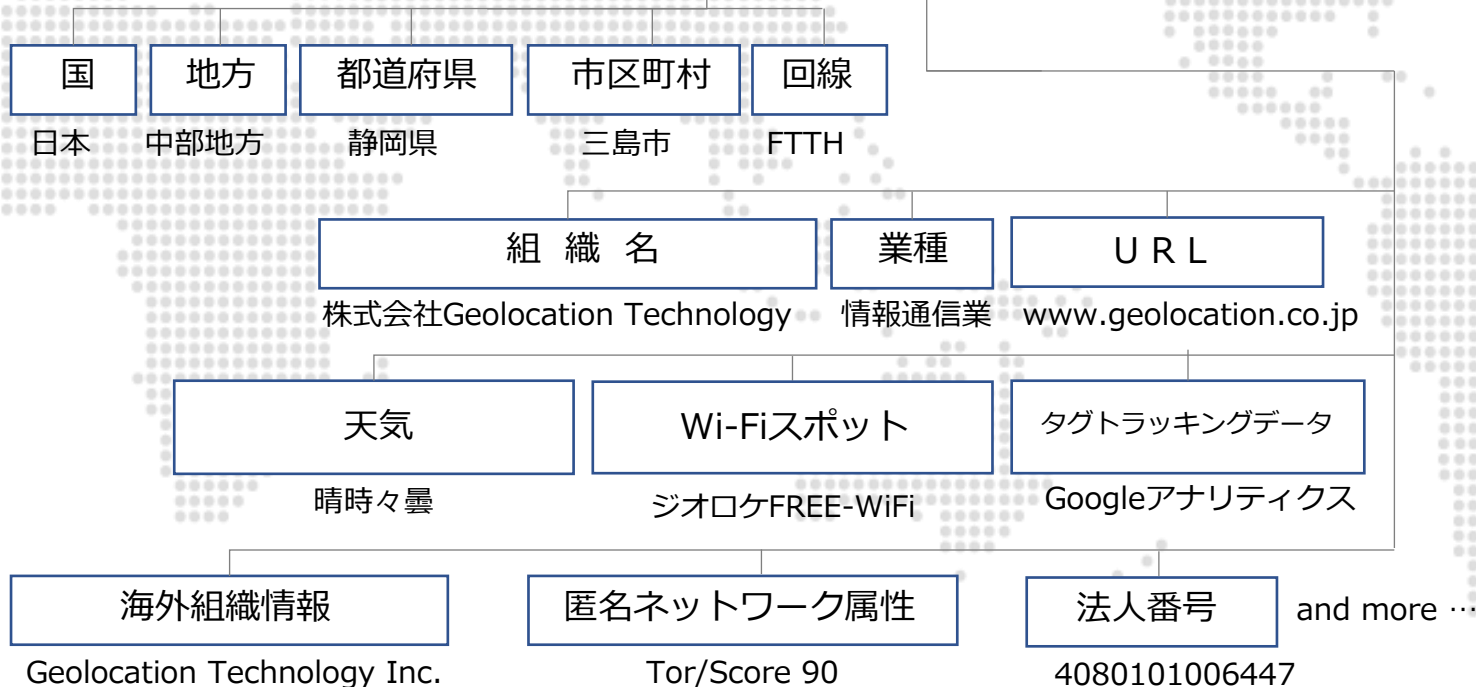 国 地方 都道府県 市区町村 回線
日本 中部地方 静岡県 三島市 FTTH
組 織 名 業種 U R L
株式会社Geolocation Technology 情報通信業 www.geolocation.co.jp
天気 Wi-Fiスポット タグトラッキングデータ
晴時々曇 ジオロケFREE-WiFi Googleアナリティクス
海外組織情報 匿名ネットワーク属性 法人番号 and more …
Geolocation Technology Inc. Tor/Score 90 4080101006447